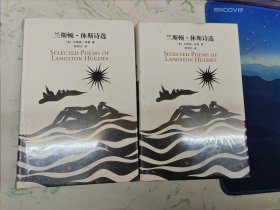 兰斯顿·休斯诗选
SELECTED POEMS OF
LANGSTON HUGHES
兰斯顿·休斯诗选
SELECTED POEMS OF
LANGSTON HUGHES
EXCOVIP